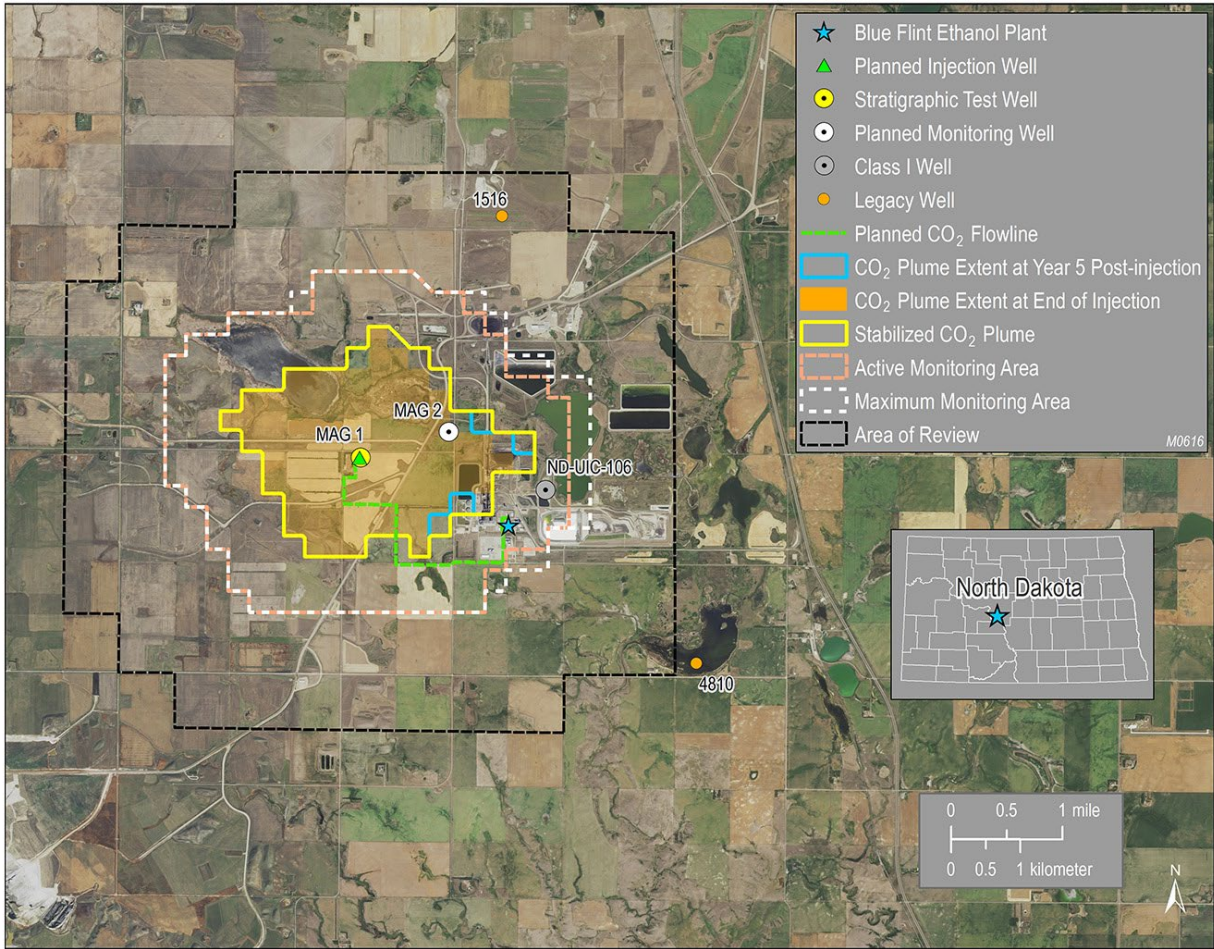 Blue Flint Ethanol Plant
Planned Injection Well
Stratigraphic Test Well
Planned Monitoring Well
Class I Well
Legacy Well
Planned CO₂ Flowline
CO₂ Plume Extent at Year 5 Post-injection
CO₂ Plume Extent at End of Injection
Stabilized CO₂ Plume
Active Monitoring Area
Maximum Monitoring Area
Area of Review
M0616
1516
MAG 2
MAG 1
ND-UIC-106
4810
North Dakota
0 0.5 1 mile
0 0.5 1 kilometer
N